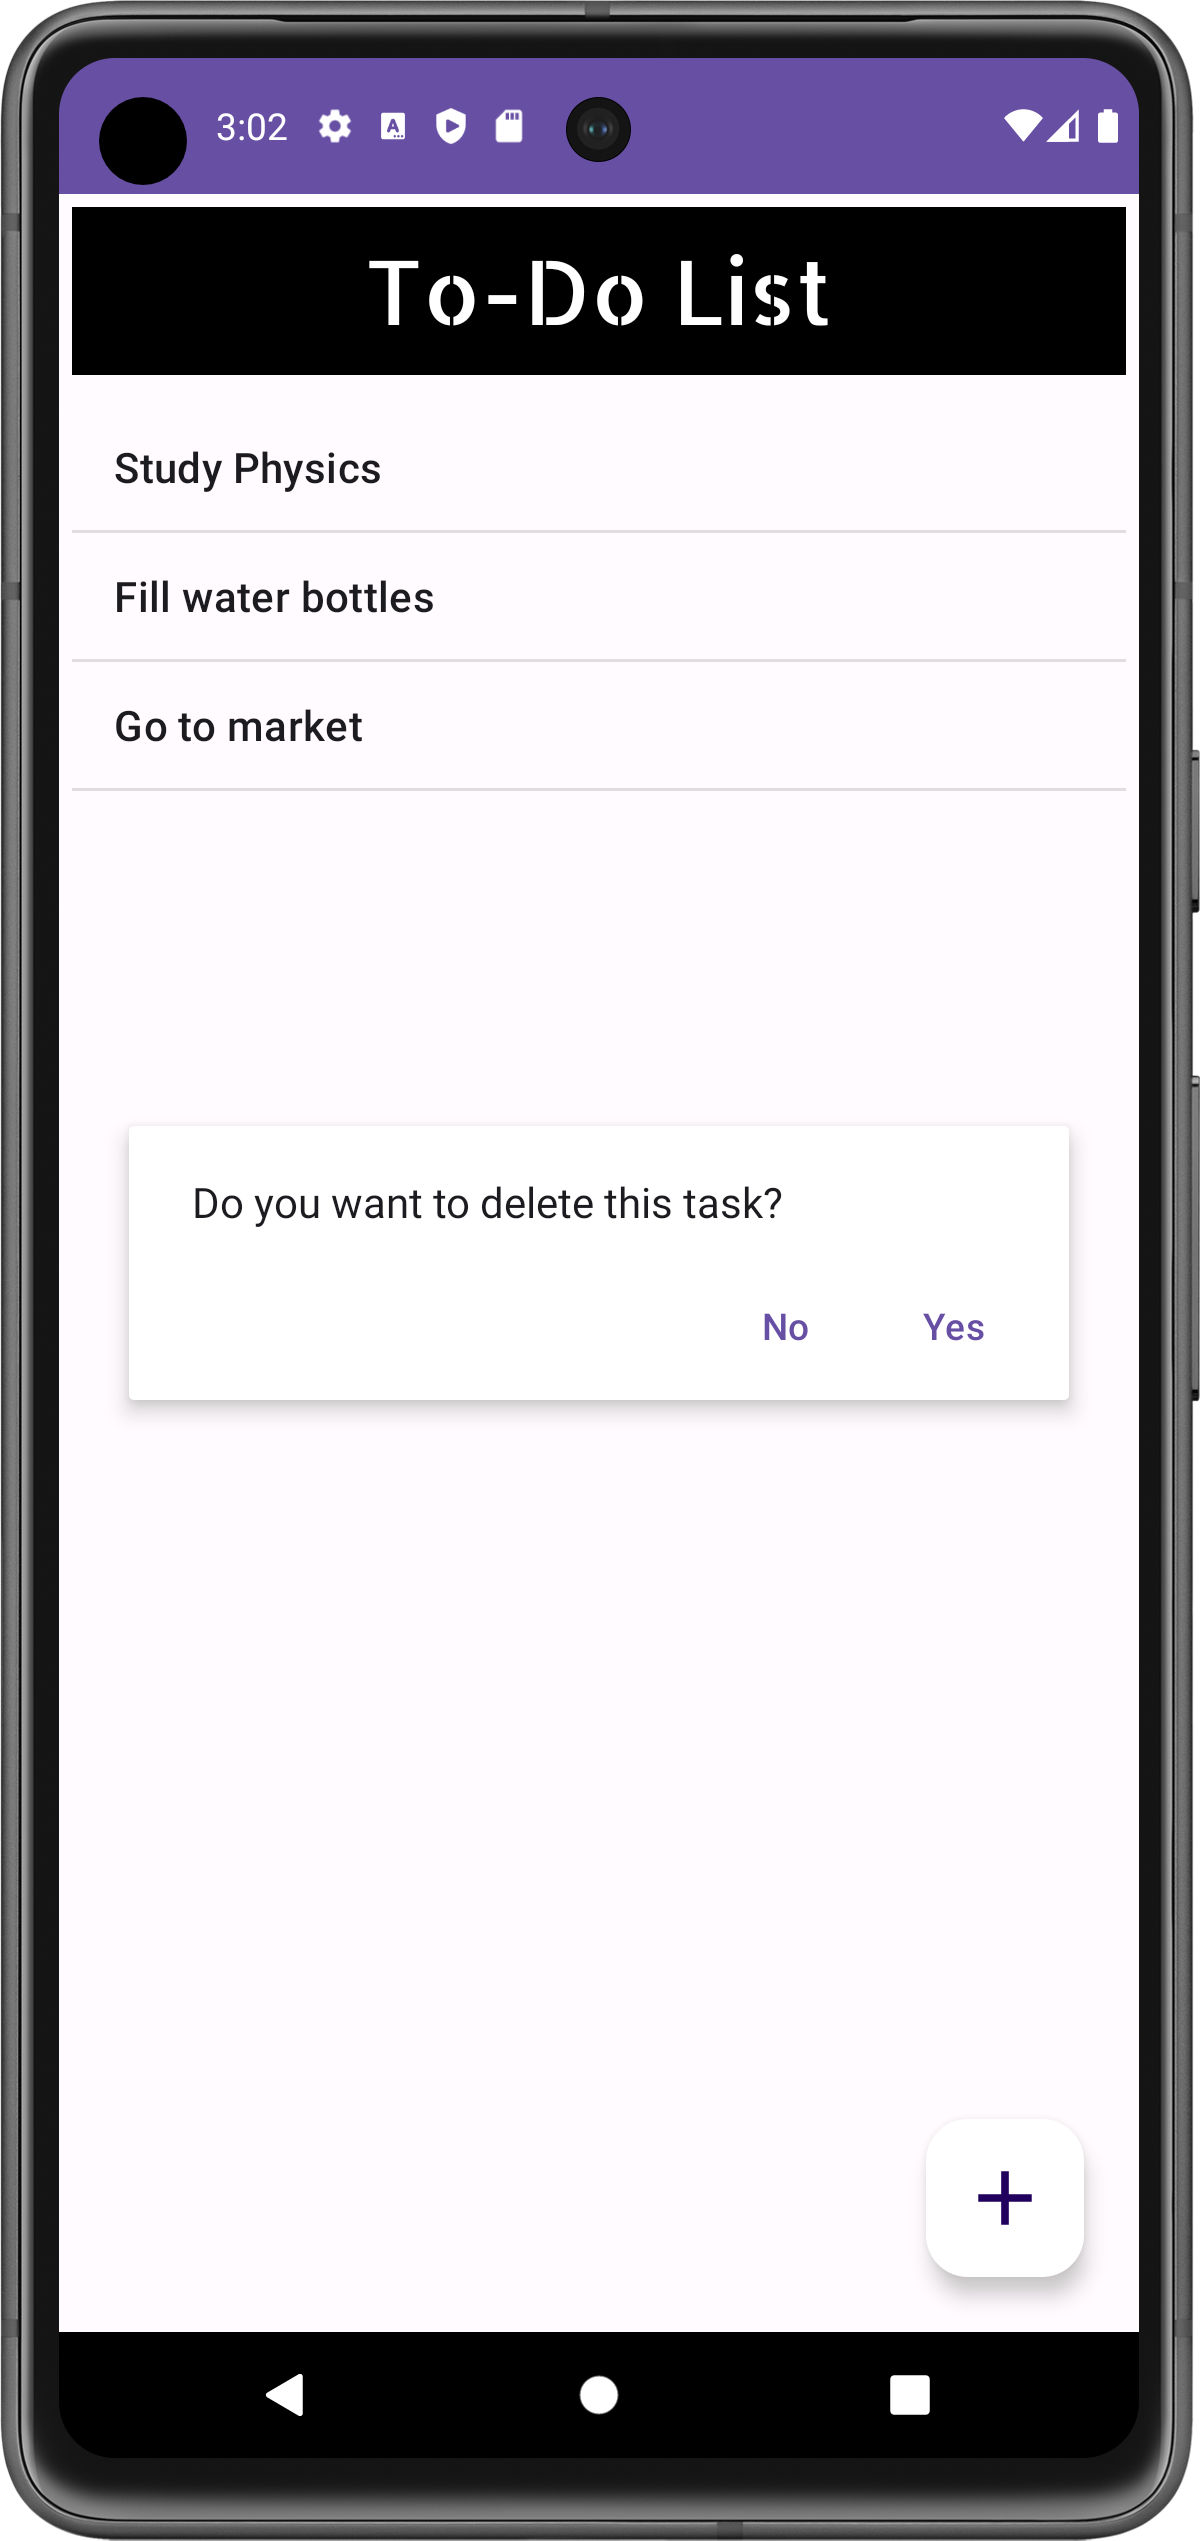 3:02
To-Do List
Study Physics
Fill water bottles
Go to market
Do you want to delete this task?
No Yes